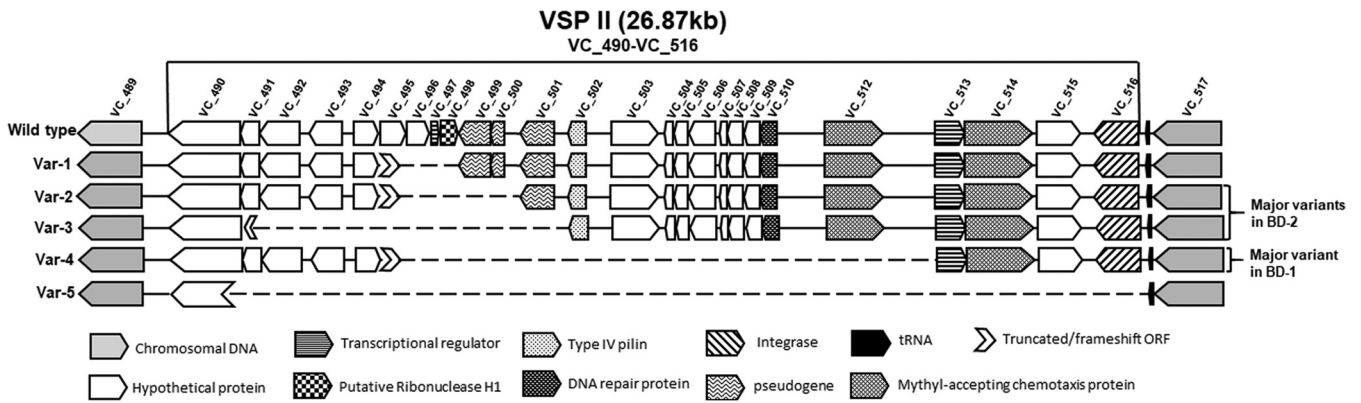 VSP II (26.87kb)
VC_490-VC_516
VC_489 VC_490 VC_491 VC_492 VC_493 VC_494 VC_495 VC_496 VC_497 VC_498 VC_499 VC_500 VC_501 VC_502 VC_503 VC_504 VC_505 VC_506 VC_507 VC_508 VC_509 VC_510 VC_512 VC_513 VC_514 VC_515 VC_516 VC_517
Wild type
Var-1
Var-2
Var-3
Var-4
Var-5
Major variants
in BD-2
Major variant
in BD-1
Chromosomal DNA Transcriptional regulator Type IV pilin Integrase tRNA Truncated/frameshift ORF
Hypothetical protein Putative Ribonuclease H1 DNA repair protein pseudogene Mythyl-accepting chemotaxis protein